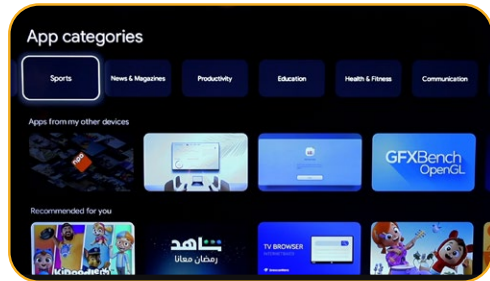 App categories
Sports
News & Magazines
Productivity
Education
Health & Fitness
Communication
Apps from my other devices
npa
GFXBench
OpenGL
Recommended for you
شاهد
رمضان معانا
TV BROWSER